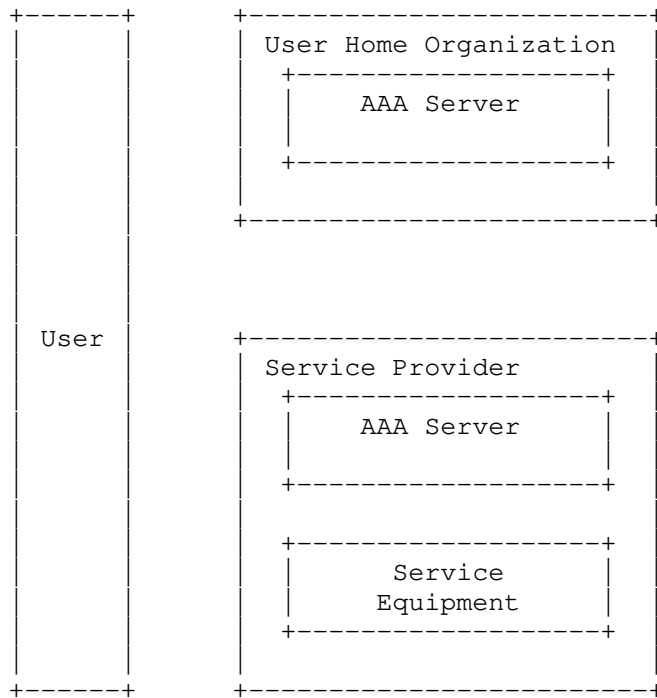 User Home Organization
AAA Server
User
Service Provider
AAA Server
Service
Equipment